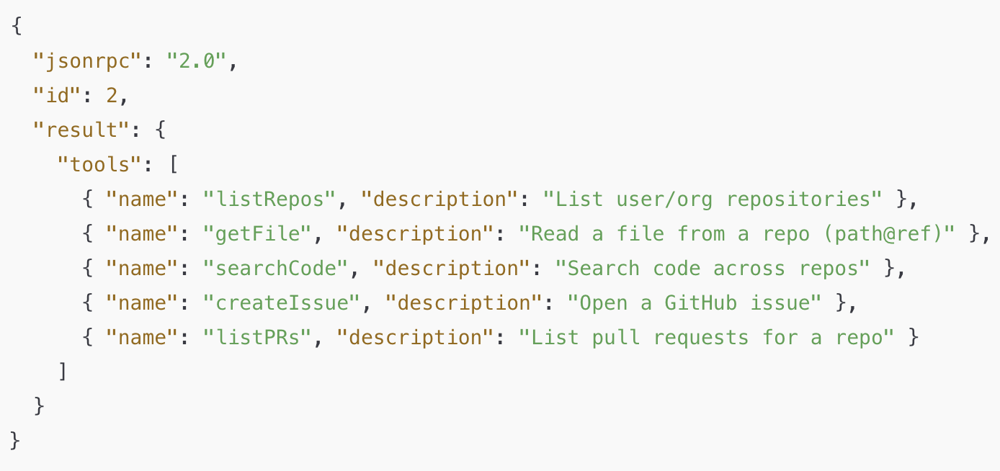 {
  "jsonrpc": "2.0",
  "id": 2,
  "result": {
    "tools": [
      { "name": "listRepos", "description": "List user/org repositories" },
      { "name": "getFile", "description": "Read a file from a repo (path@ref)" },
      { "name": "searchCode", "description": "Search code across repos" },
      { "name": "createIssue", "description": "Open a GitHub issue" },
      { "name": "listPRs", "description": "List pull requests for a repo" }
    ]
  }
}